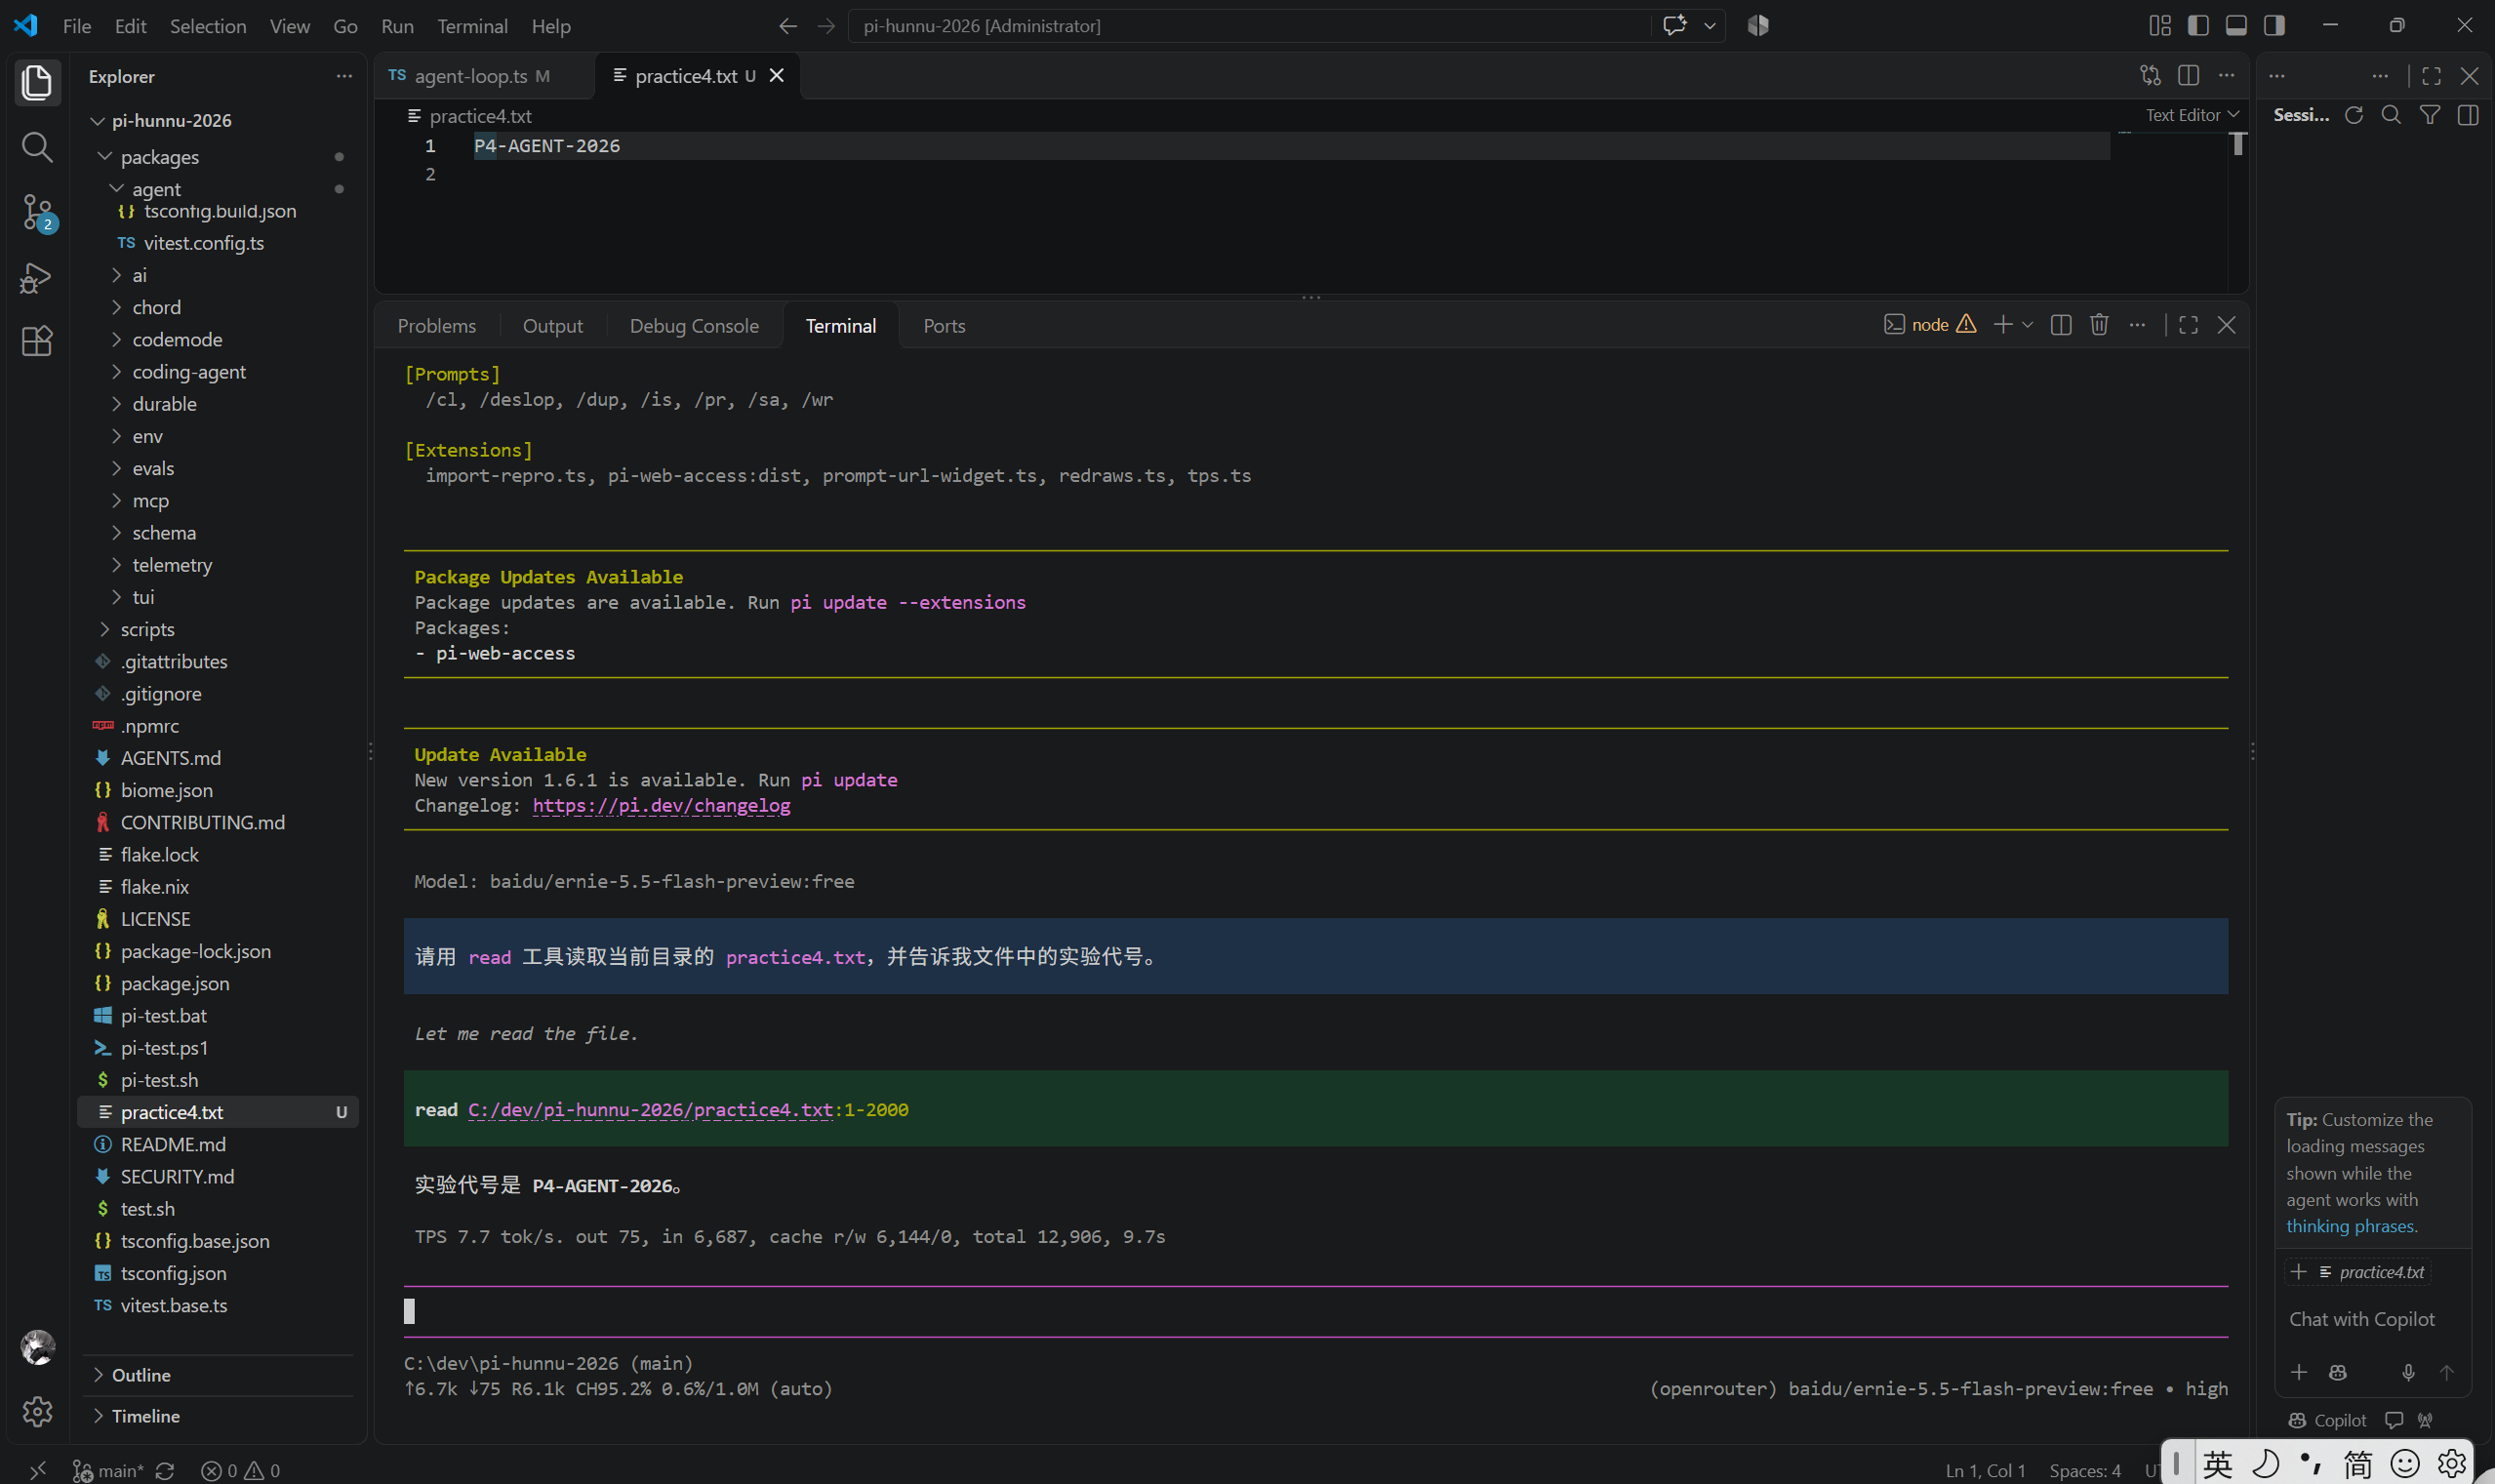 File Edit Selection View Go Run Terminal Help
pi-hunnu-2026 [Administrator]
Explorer
pi-hunnu-2026
packages
agent
tsconfig.build.json
TS vitest.config.ts
ai
chord
codemode
coding-agent
durable
env
evals
mcp
schema
telemetry
tui
scripts
.gitattributes
.gitignore
.npmrc
AGENTS.md
{} biome.json
CONTRIBUTING.md
flake.lock
flake.nix
LICENSE
{} package-lock.json
{} package.json
pi-test.bat
pi-test.ps1
$ pi-test.sh
practice4.txt U
README.md
SECURITY.md
$ test.sh
{} tsconfig.base.json
tsconfig.json
TS vitest.base.ts
Outline
Timeline
2
TS agent-loop.ts M
practice4.txt U
practice4.txt
Text Editor
1 P4-AGENT-2026
2
Problems Output Debug Console Terminal Ports
node
[Prompts]
/cl, /deslop, /dup, /is, /pr, /sa, /wr
[Extensions]
import-repro.ts, pi-web-access:dist, prompt-url-widget.ts, redraws.ts, tps.ts
Package Updates Available
Package updates are available. Run pi update --extensions
Packages:
- pi-web-access
Update Available
New version 1.6.1 is available. Run pi update
Changelog: https://pi.dev/changelog
Model: baidu/ernie-5.5-flash-preview:free
请用 read 工具读取当前目录的 practice4.txt，并告诉我文件中的实验代号。
Let me read the file.
read C:/dev/pi-hunnu-2026/practice4.txt:1-2000
实验代号是 P4-AGENT-2026。
TPS 7.7 tok/s. out 75, in 6,687, cache r/w 6,144/0, total 12,906, 9.7s
C:\dev\pi-hunnu-2026 (main)
↑6.7k ↓75 R6.1k CH95.2% 0.6%/1.0M (auto)
(openrouter) baidu/ernie-5.5-flash-preview:free • high
Sessi...
Tip: Customize the
loading messages
shown while the
agent works with
thinking phrases.
practice4.txt
Chat with Copilot
Copilot
main* 0 0
Ln 1, Col 1 Spaces: 4
英 简